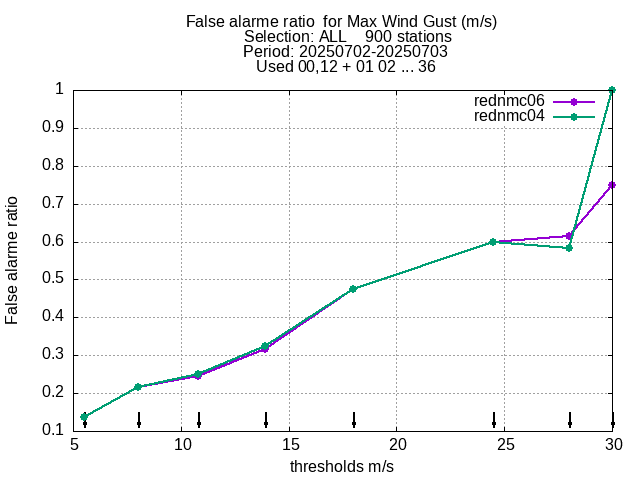 False alarme ratio  for Max Wind Gust (m/s)
Selection: ALL    900 stations
Period: 20250702-20250703
Used 00,12 + 01 02 ... 36
rednmc06
rednmc04
1
0.9
0.8
0.7
0.6
0.5
0.4
0.3
0.2
0.1
False alarme ratio
5 10 15 20 25 30
thresholds m/s